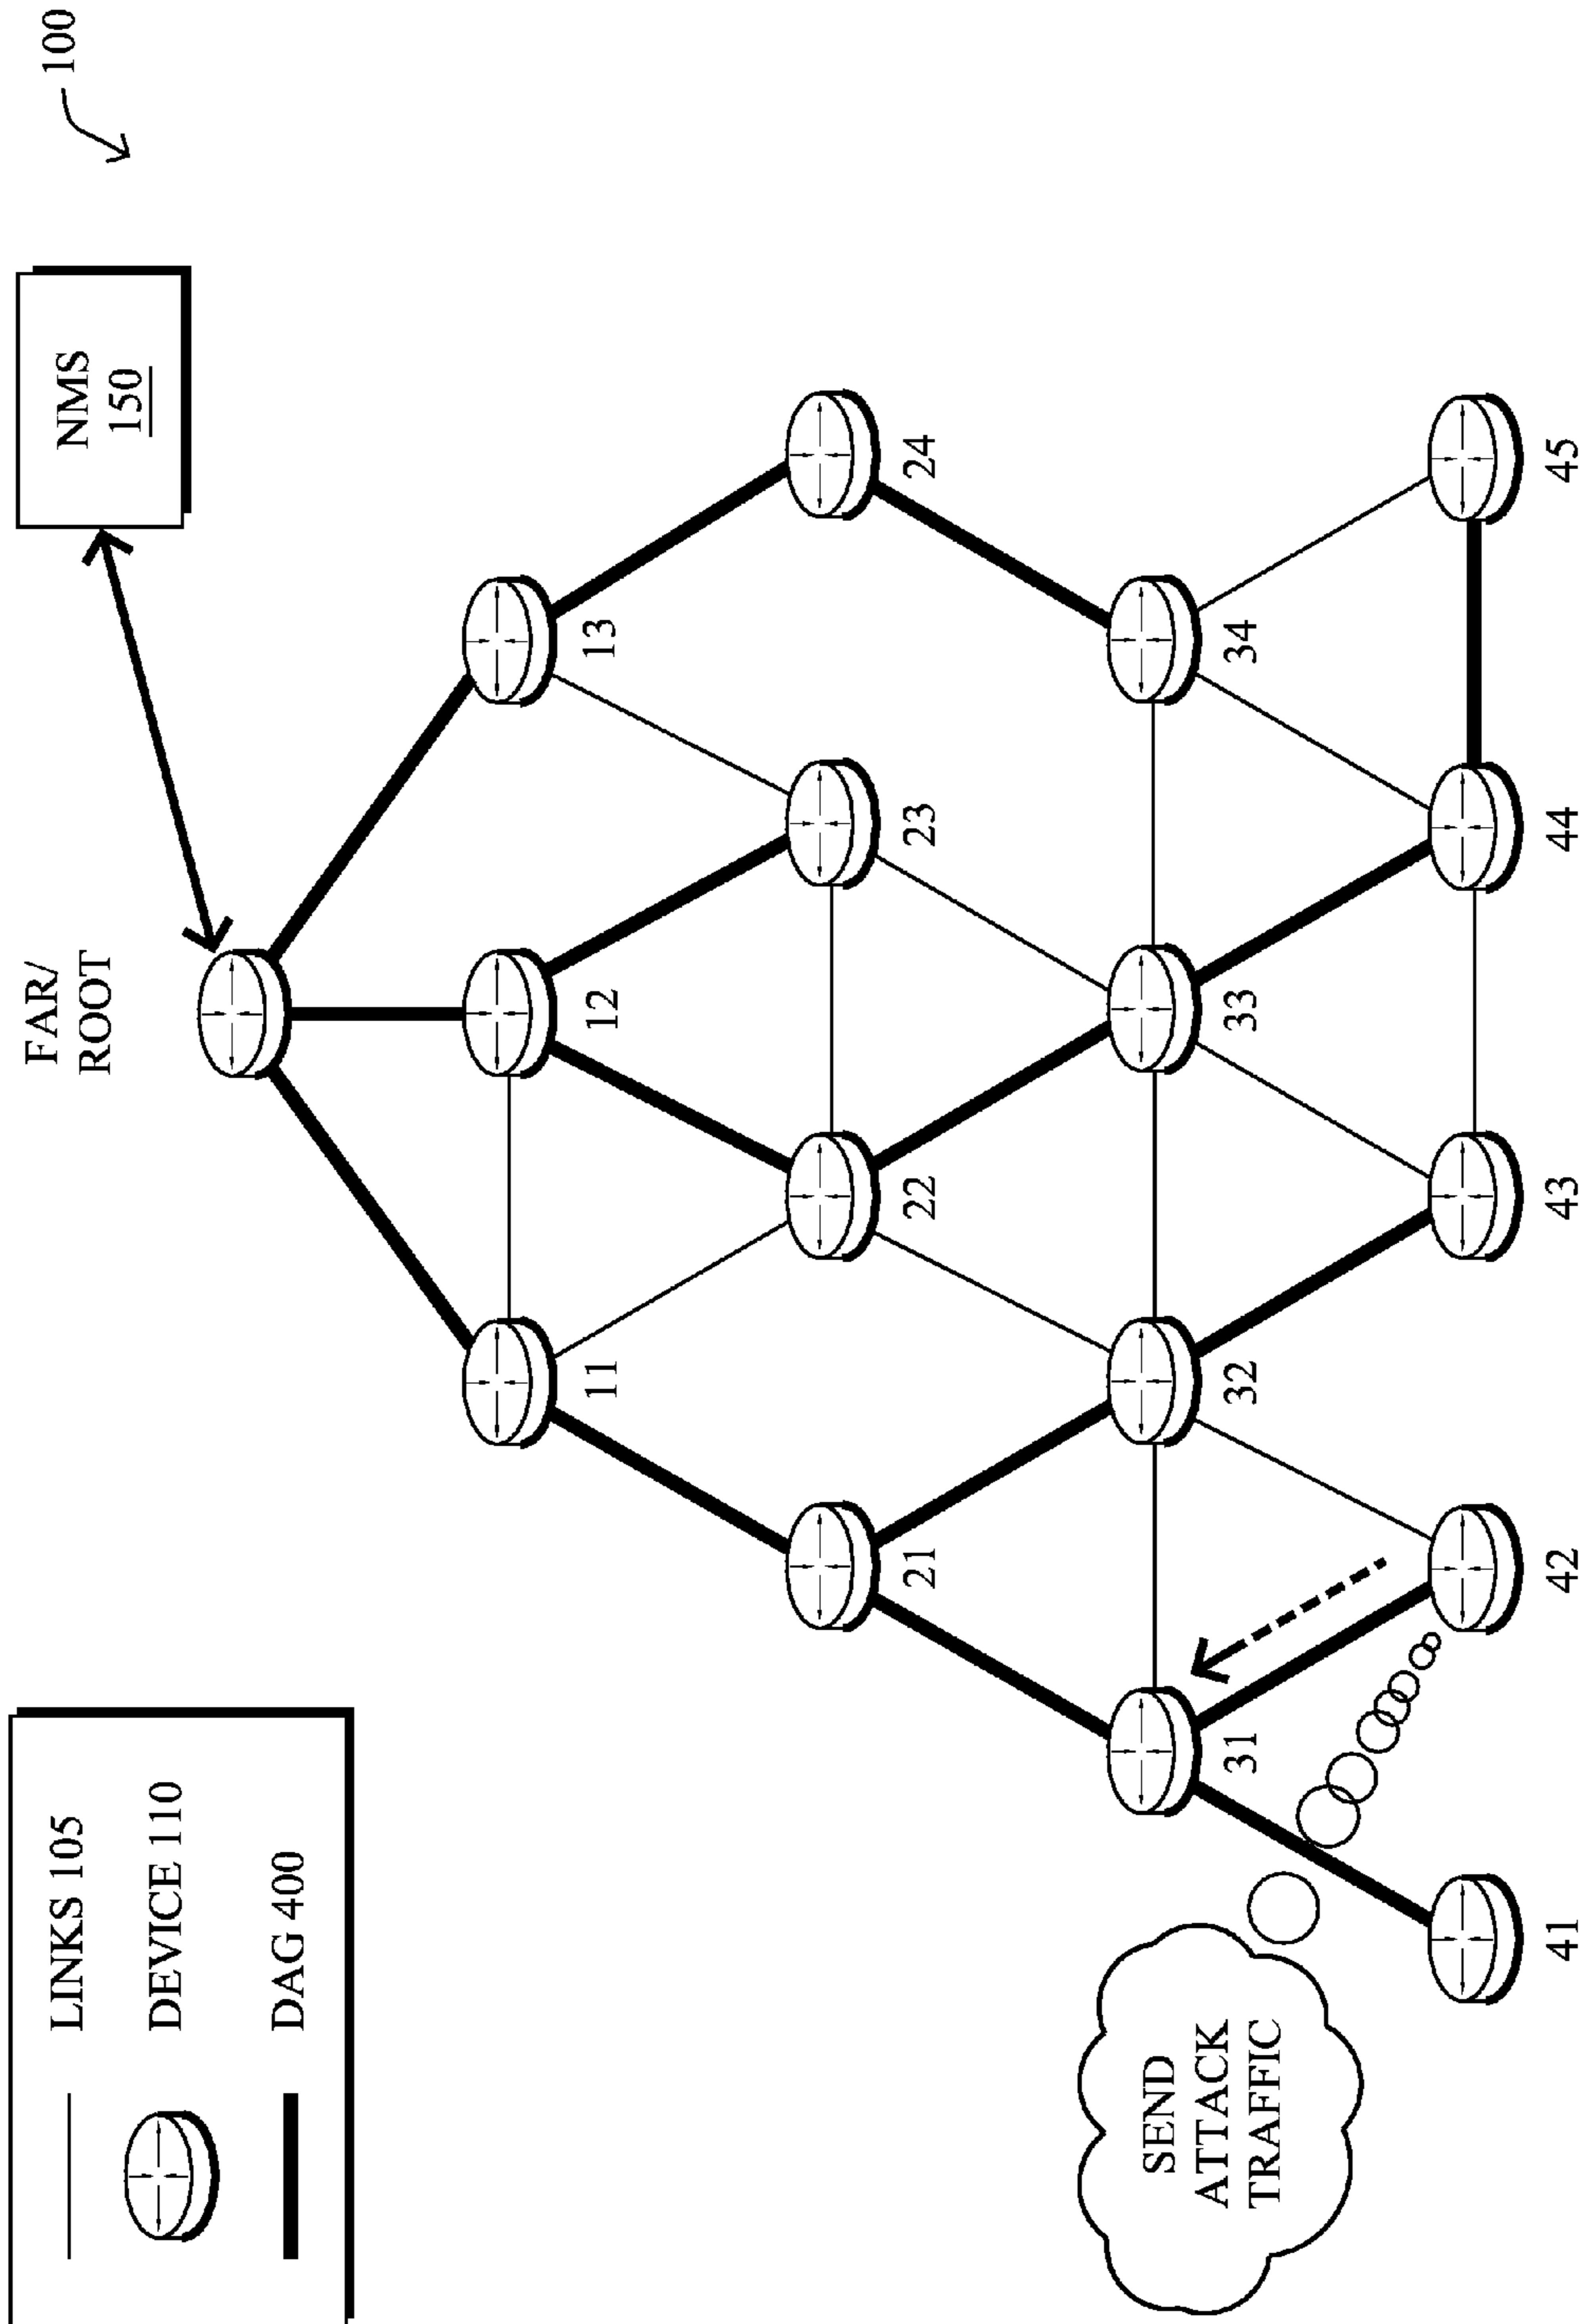 LINKS 105
DEVICE 110
DAG 400
FAR/
ROOT
NMS
150
100
11
12
13
21
22
23
24
31
32
33
34
41
42
43
44
45
SEND
ATTACK
TRAFFIC